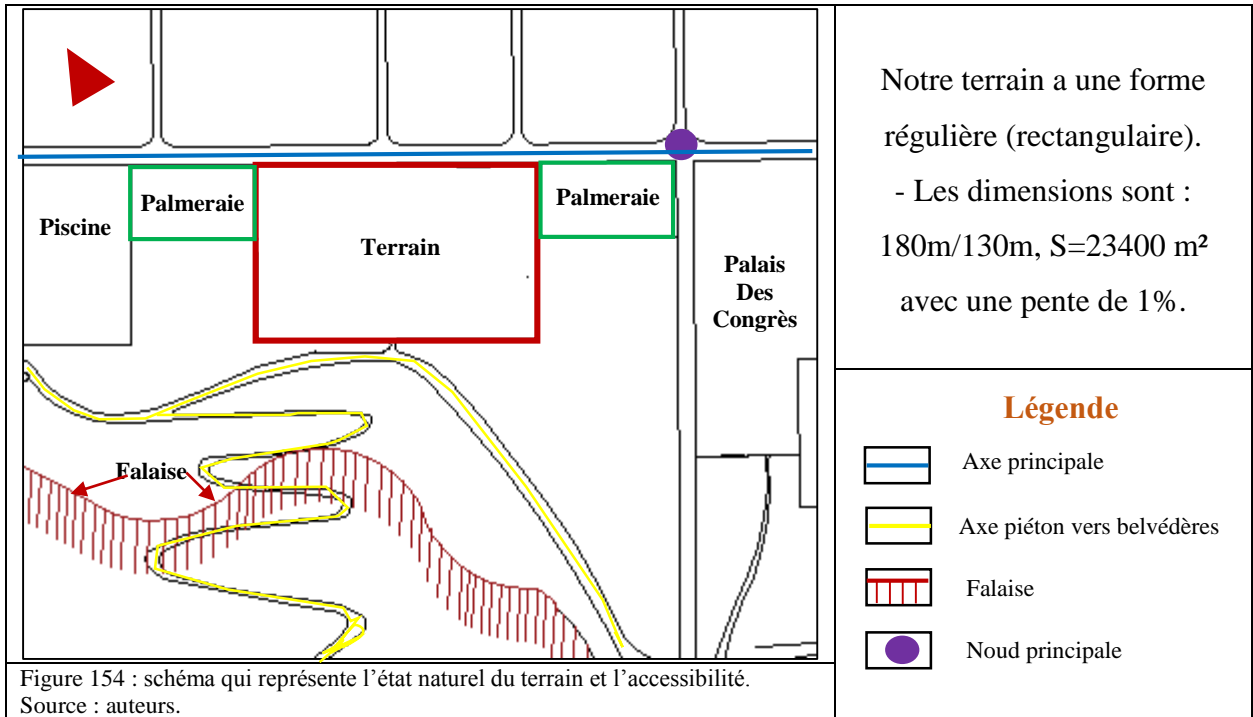 Palmeraie
Palmeraie
Piscine
Terrain
Palais
Des
Congrès
Falaise
Figure 154 : schéma qui représente l’état naturel du terrain et l’accessibilité.
Source : auteurs.
Notre terrain a une forme
régulière (rectangulaire).
- Les dimensions sont :
180m/130m, S=23400 m²
avec une pente de 1%.
Légende
Axe principale
Axe piéton vers belvédères
Falaise
Noud principale